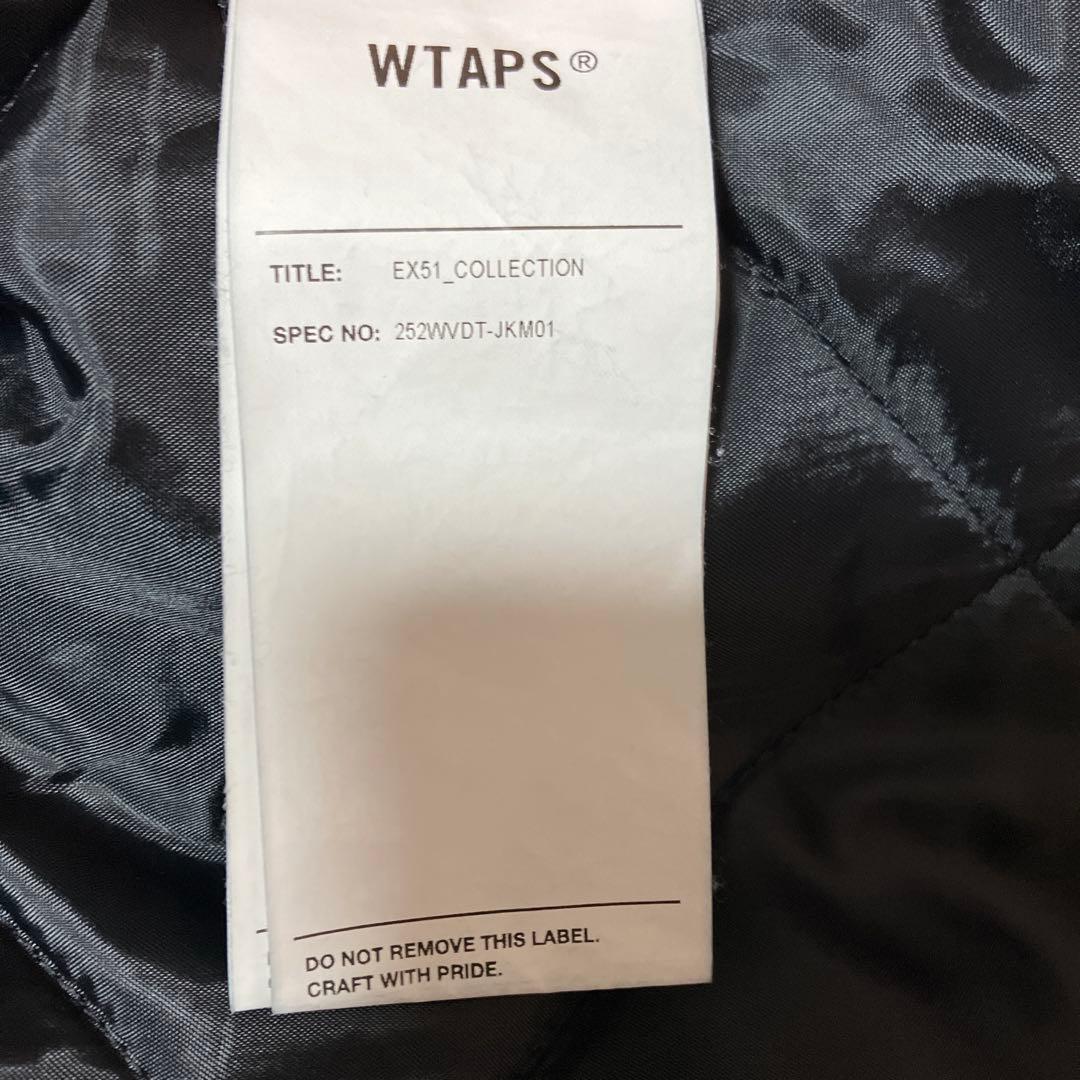 WTAPS®
TITLE: EX51_COLLECTION
SPEC NO: 252WVDT-JKM01
DO NOT REMOVE THIS LABEL.
CRAFT WITH PRIDE.